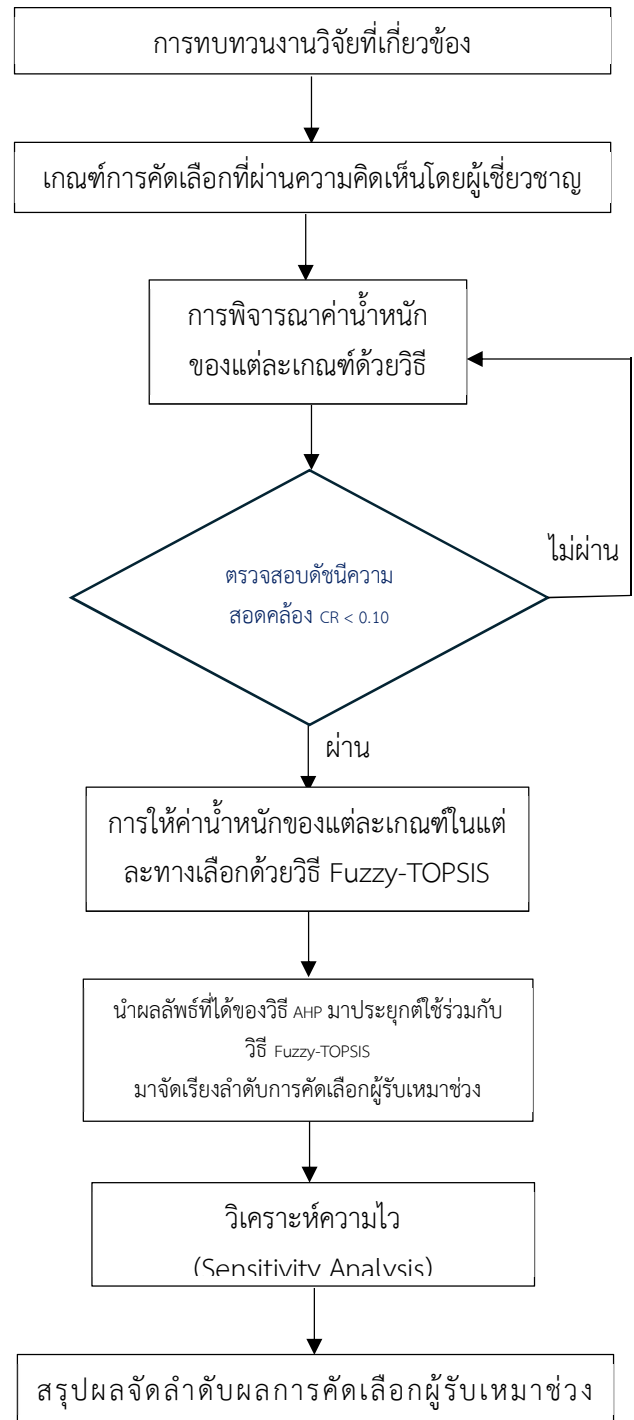 การทบทวนงานวิจัยที่เกี่ยวข้อง
เกณฑ์การคัดเลือกที่ผ่านความคิดเห็นโดยผู้เชี่ยวชาญ
การพิจารณาค่าน้ำหนัก
ของแต่ละเกณฑ์ด้วยวิธี
ตรวจสอบดัชนีความ
สอดคล้อง CR < 0.10
ไม่ผ่าน
ผ่าน
การให้ค่าน้ำหนักของแต่ละเกณฑ์ในแต่
ละทางเลือกด้วยวิธี Fuzzy-TOPSIS
นำผลลัพธ์ที่ได้ของวิธี AHP มาประยุกต์ใช้ร่วมกับ
วิธี Fuzzy-TOPSIS
มาจัดเรียงลำดับการคัดเลือกผู้รับเหมาช่วง
วิเคราะห์ความไว
(Sensitivity Analysis)
สรุปผลจัดลำดับผลการคัดเลือกผู้รับเหมาช่วง